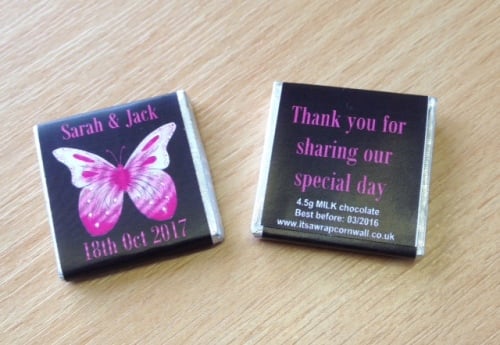 Sarah & Jack
18th Oct 2017
Thank you for
sharing our
special day
4.5g MILK chocolate
Best before: 03/2016
www.itsawrapcornwall.co.uk